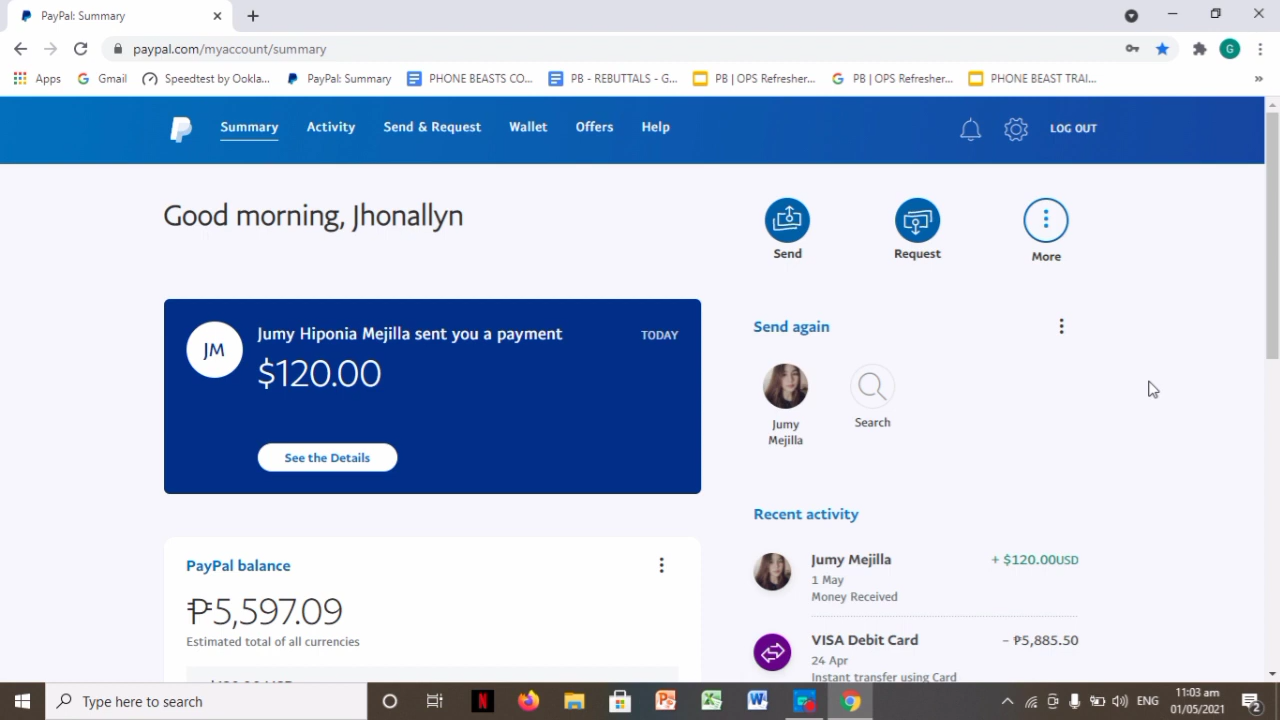 PayPal: Summary
paypal.com/myaccount/summary
G
Apps
Gmail
Speedtest by Ookla...
PayPal: Summary
PHONE BEASTS CO...
PB - REBUTTALS - G...
PB | OPS Refresher...
PB | OPS Refresher...
PHONE BEAST TRAI...
»
Summary
Activity
Send & Request
Wallet
Offers
Help
LOG OUT
Good morning, Jhonallyn
Send
Request
More
JM
Jumy Hiponia Mejilla sent you a payment
TODAY
$120.00
See the Details
Send again
Jumy
Mejilla
Search
PayPal balance
₱5,597.09
Estimated total of all currencies
Recent activity
Jumy Mejilla
+ $120.00USD
1 May
Money Received
VISA Debit Card
- ₱5,885.50
24 Apr
Instant transfer using Card
Type here to search
ENG
11:03 am
01/05/2021
2